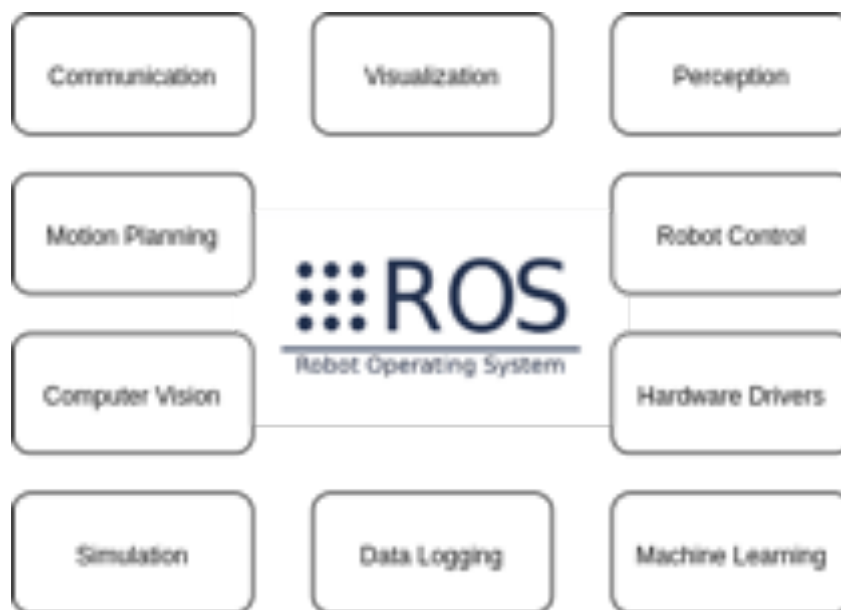 Communication
Visualization
Perception
Motion Planning
Robot Control
ROS
Robot Operating System
Computer Vision
Hardware Drivers
Simulation
Data Logging
Machine Learning